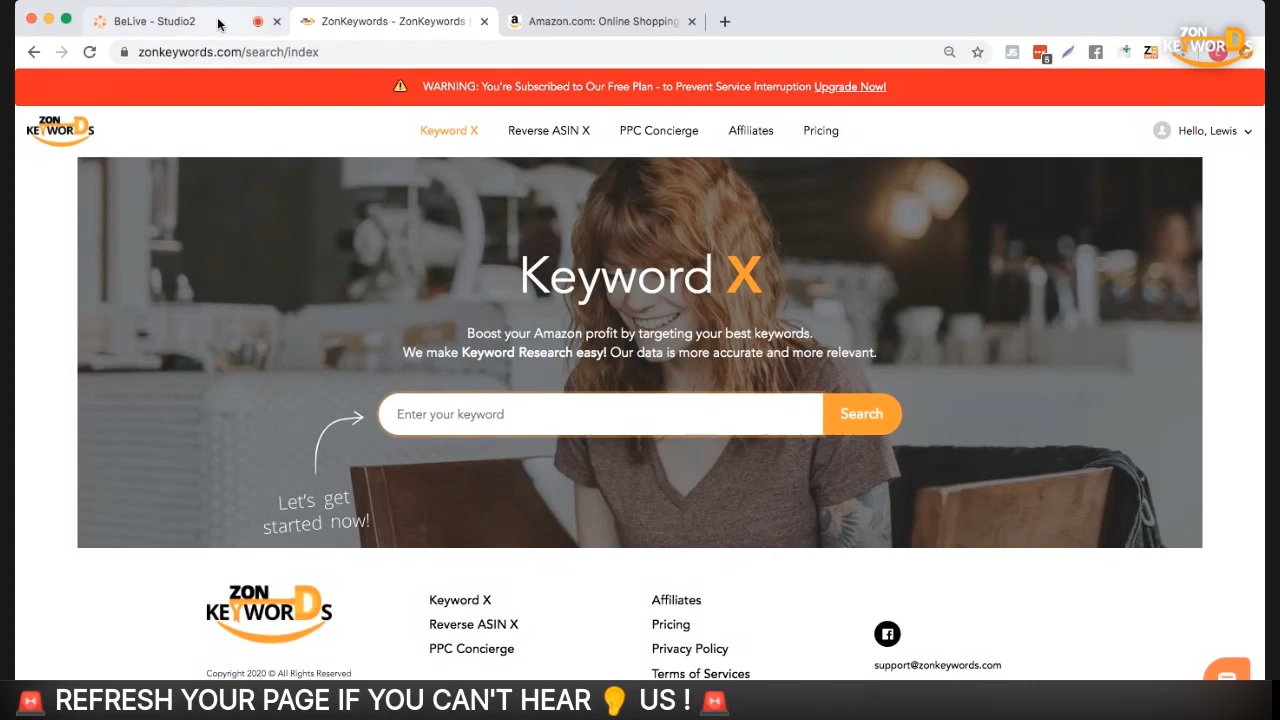 BeLive - Studio2
ZonKeywords - ZonKeywords |
Amazon.com: Online Shopping
zonkeywords.com/search/index
ZON
KEYWORDS
WARNING: You're Subscribed to Our Free Plan - to Prevent Service Interruption Upgrade Now!
ZON
KEYWORDS
Keyword X
Reverse ASIN X
PPC Concierge
Affiliates
Pricing
Hello, Lewis
Keyword X
Boost your Amazon profit by targeting your best keywords.
We make Keyword Research easy! Our data is more accurate and more relevant.
Enter your keyword
Search
Let's get
started now!
ZON
KEYWORDS
Copyright 2020 © All Rights Reserved
Keyword X
Reverse ASIN X
PPC Concierge
Affiliates
Pricing
Privacy Policy
Terms of Services
support@zonkeywords.com
🚨 REFRESH YOUR PAGE IF YOU CAN'T HEAR 👂 US ! 🚨